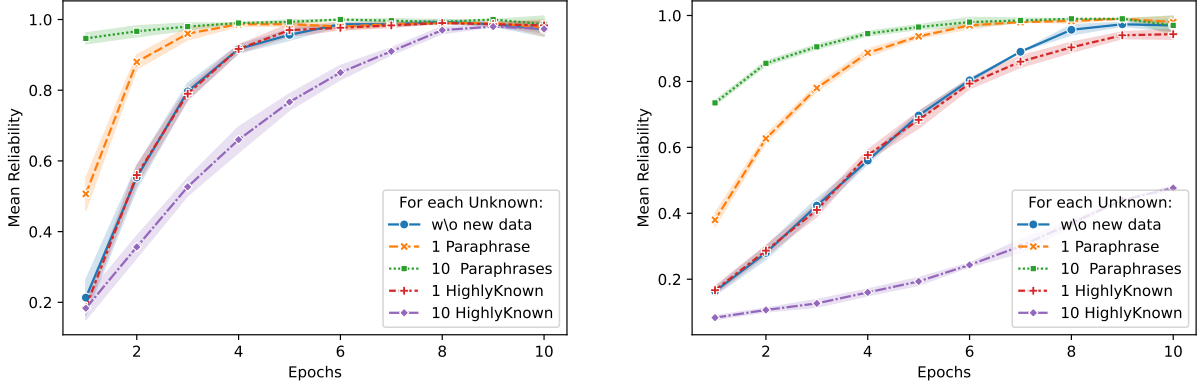 1.0
0.8
0.6
0.4
0.2
Mean Reliability
2
4
6
8
10
Epochs
For each Unknown:
w\o new data
1 Paraphrase
10 Paraphrases
1 HighlyKnown
10 HighlyKnown
1.0
0.8
0.6
0.4
0.2
Mean Reliability
2
4
6
8
10
Epochs
For each Unknown:
w\o new data
1 Paraphrase
10 Paraphrases
1 HighlyKnown
10 HighlyKnown